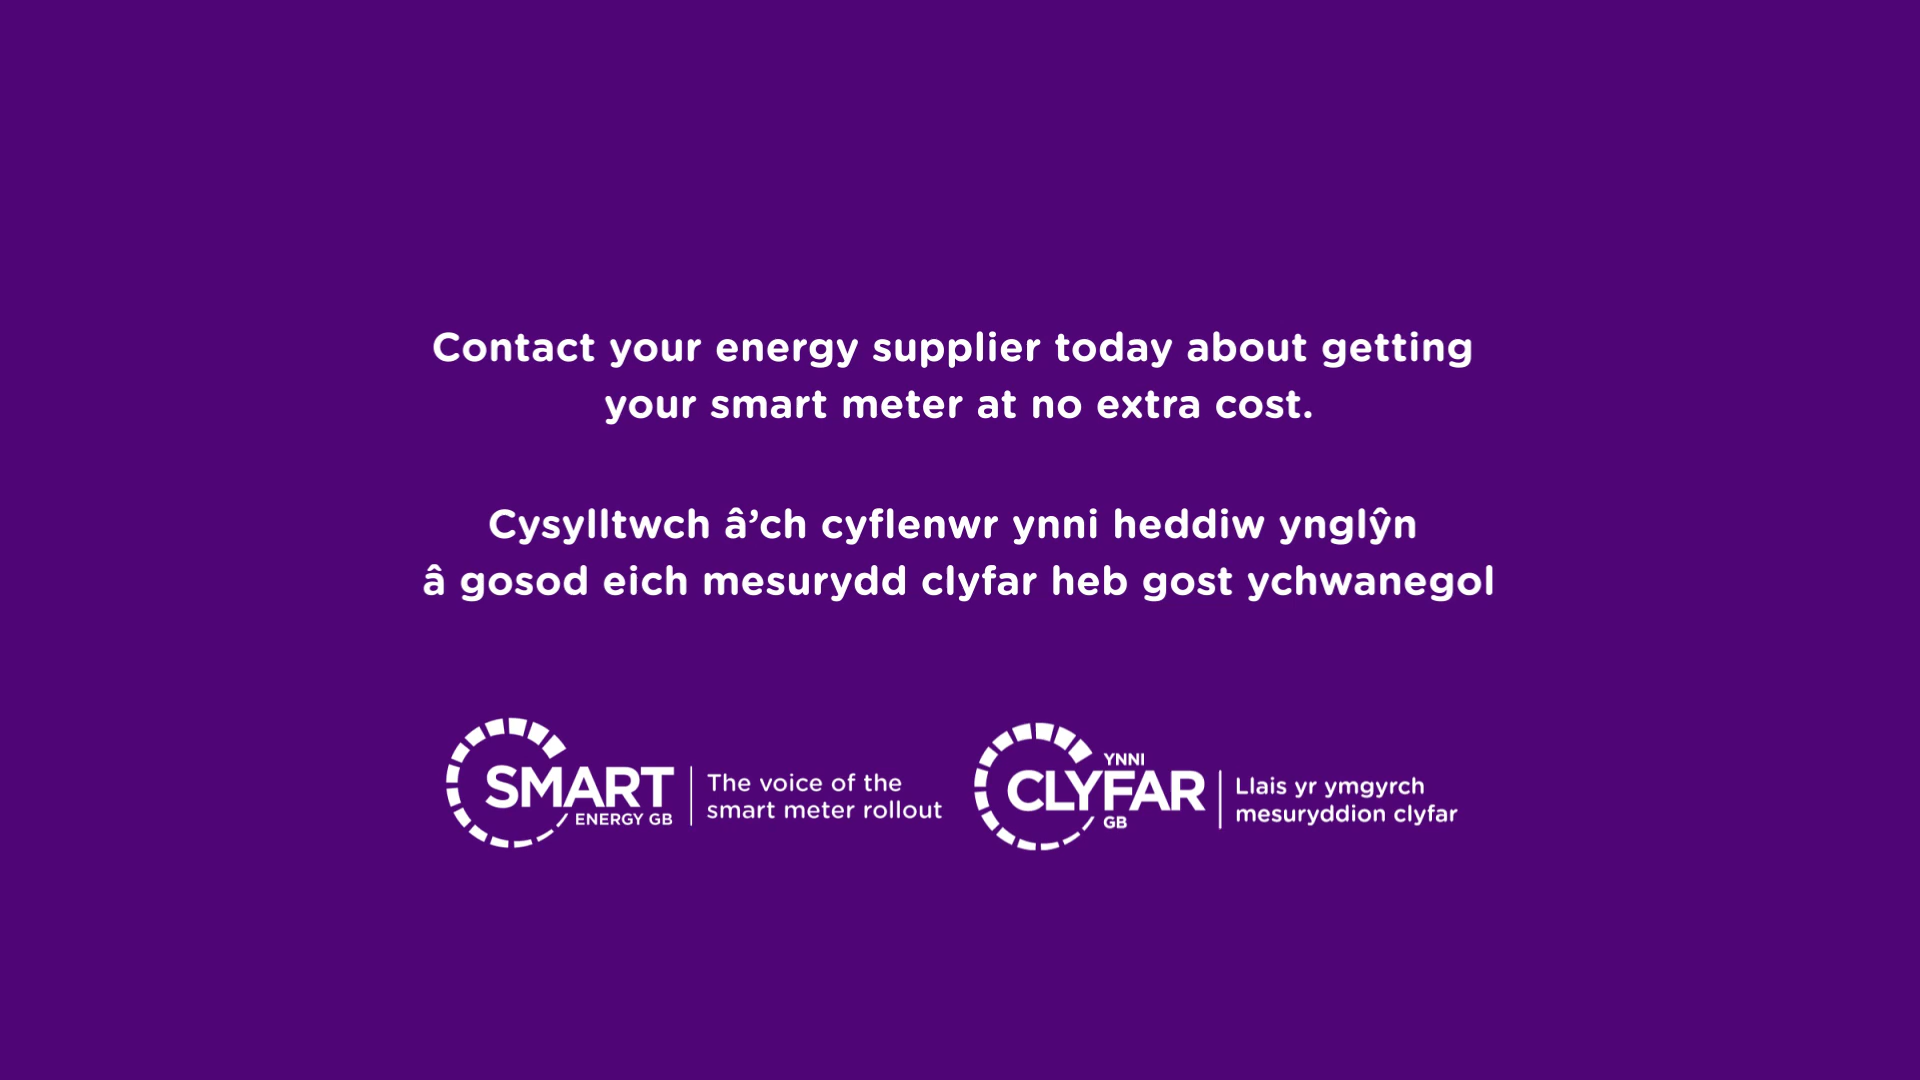 Contact your energy supplier today about getting
your smart meter at no extra cost.
Cysylltwch â’ch cyflenwr ynni heddiw ynglŷn
â gosod eich mesurydd clyfar heb gost ychwanegol
SMART
ENERGY GB
The voice of the
smart meter rollout
YNNI
CLYFAR
GB
Llais yr ymgyrch
mesuryddion clyfar